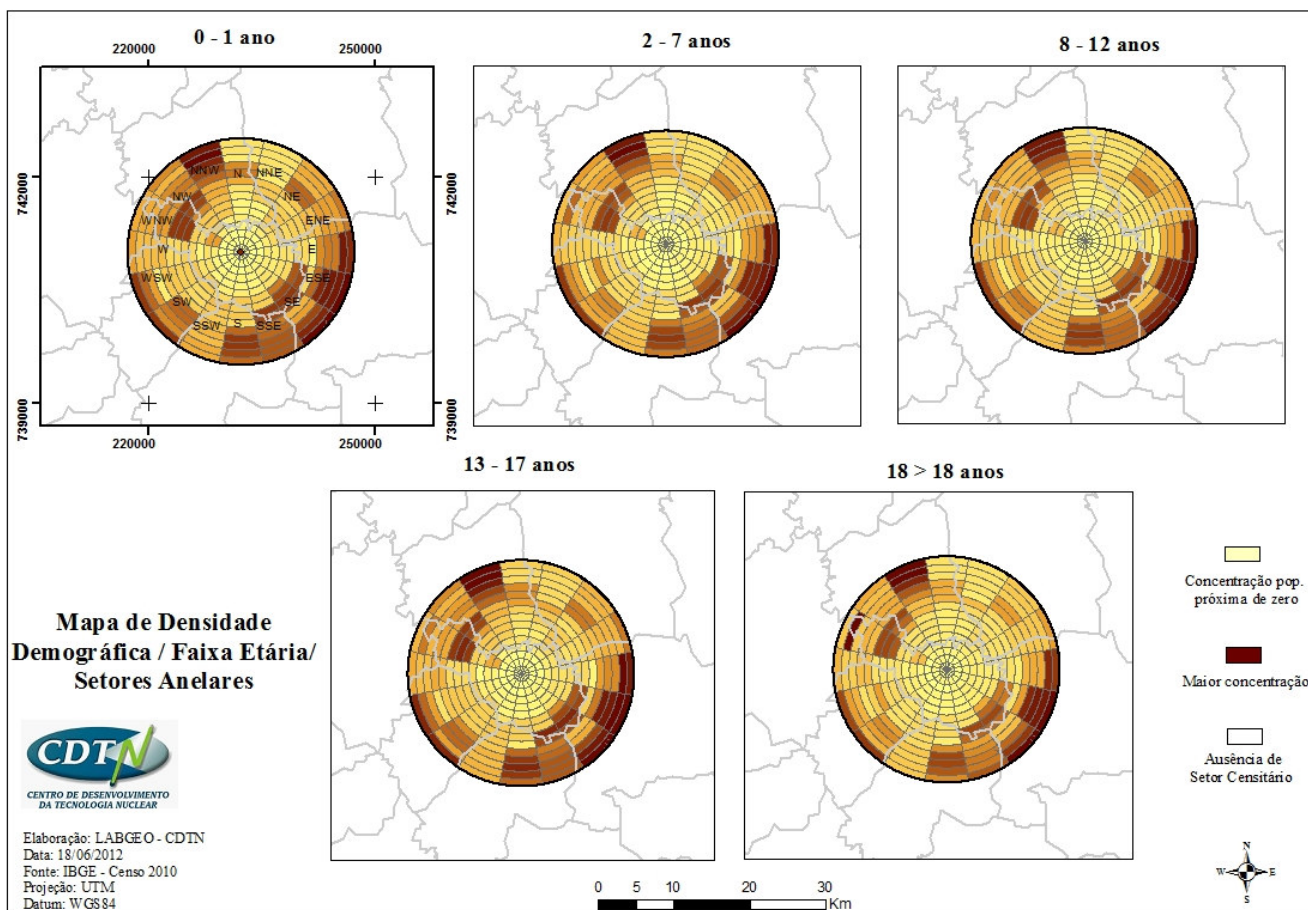 0 - 1 ano
2 - 7 anos
8 - 12 anos
220000
250000
742000
742000
NNW
N
NNE
NW
NE
WNW
ENE
W
E
WSW
ESE
SW
SE
SSW
S
SSE
739000
739000
220000
250000
13 - 17 anos
18 > 18 anos
Mapa de Densidade
Demográfica / Faixa Etária/
Setores Anelares
CDTN
CENTRO DE DESENVOLVIMENTO
DA TECNOLOGIA NUCLEAR
Elaboração: LABGEO - CDTN
Data: 18/06/2012
Fonte: IBGE - Censo 2010
Projeção: UTM
Datum: WGS84
Concentração pop.
próxima de zero
Maior concentração
Ausência de
Setor Censitário
N
W
E
S
0 5 10 20 30
Km